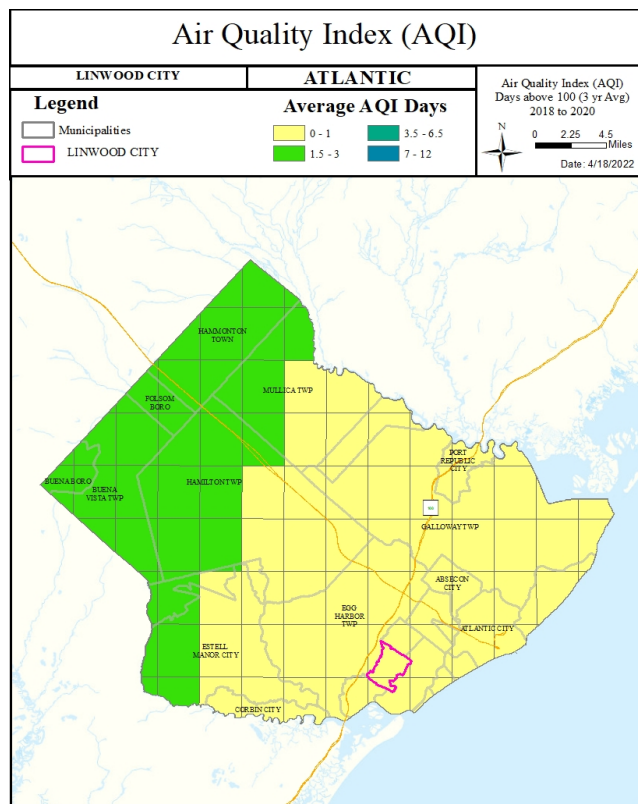 Air Quality Index (AQI)
LINWOOD CITY
ATLANTIC
Legend
Municipalities
LINWOOD CITY
Average AQI Days
0 - 1
1.5 - 3
3.5 - 6.5
7 - 12
Air Quality Index (AQI)
Days above 100 (3 yr Avg)
2018 to 2020
N
0 2.25 4.5
Miles
Date: 4/18/2022
HAMMONTON
TOWN
MULLICA TWP
FOLSOM
BORO
PORT
REPUBLIC
CITY
BUENA BORO
BUENA
VISTA TWP
HAMILTON TWP
GALLOWAY TWP
ABSECON
CITY
EGG
HARBOR
TWP
ATLANTIC CITY
ESTELL
MANOR CITY
CORBIN CITY